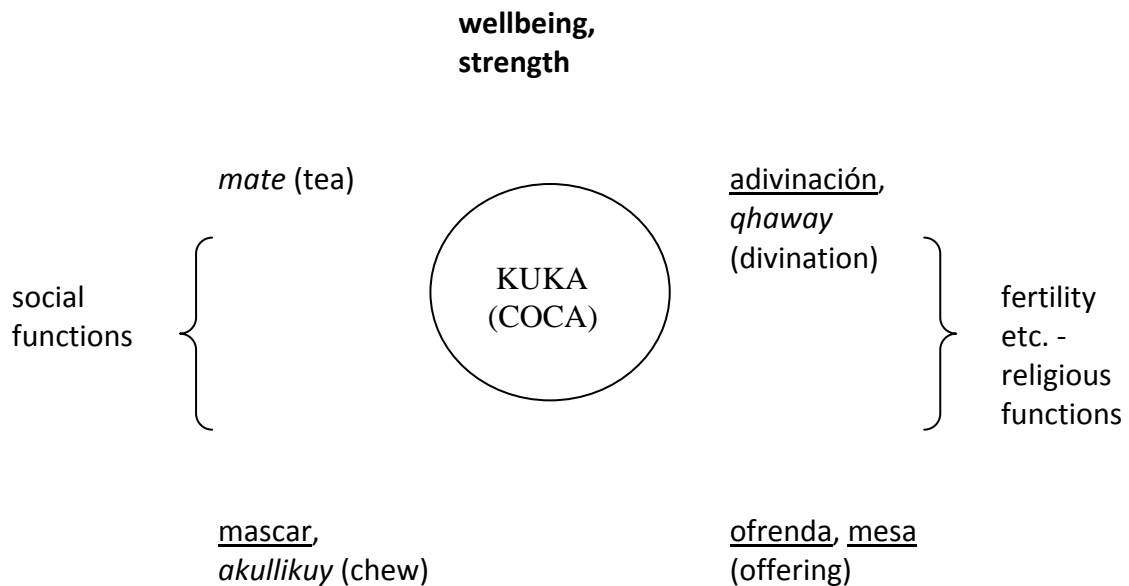 wellbeing,
strength
mate (tea)
adivinación,
qhaway
(divination)
KUKA
(COCA)
social
functions
fertility
etc. -
religious
functions
mascar,
akullikuy (chew)
ofrenda, mesa
(offering)